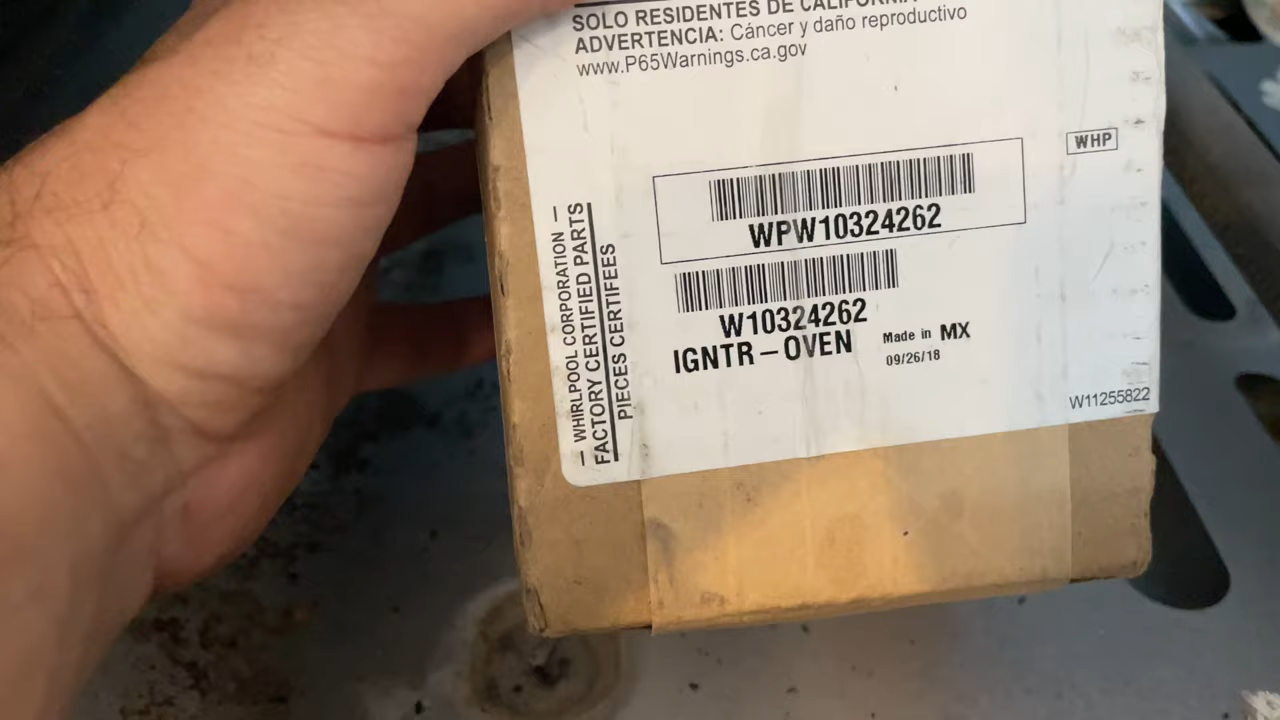 SOLO RESIDENTES DE CALIFORNIA
ADVERTENCIA: Cáncer y daño reproductivo
www.P65Warnings.ca.gov
WHP
WPW10324262
W10324262
IGNTR-OVEN
Made in MX
09/26/18
W11255822
— WHIRLPOOL CORPORATION —
FACTORY CERTIFIED PARTS
PIECES CERTIFEES